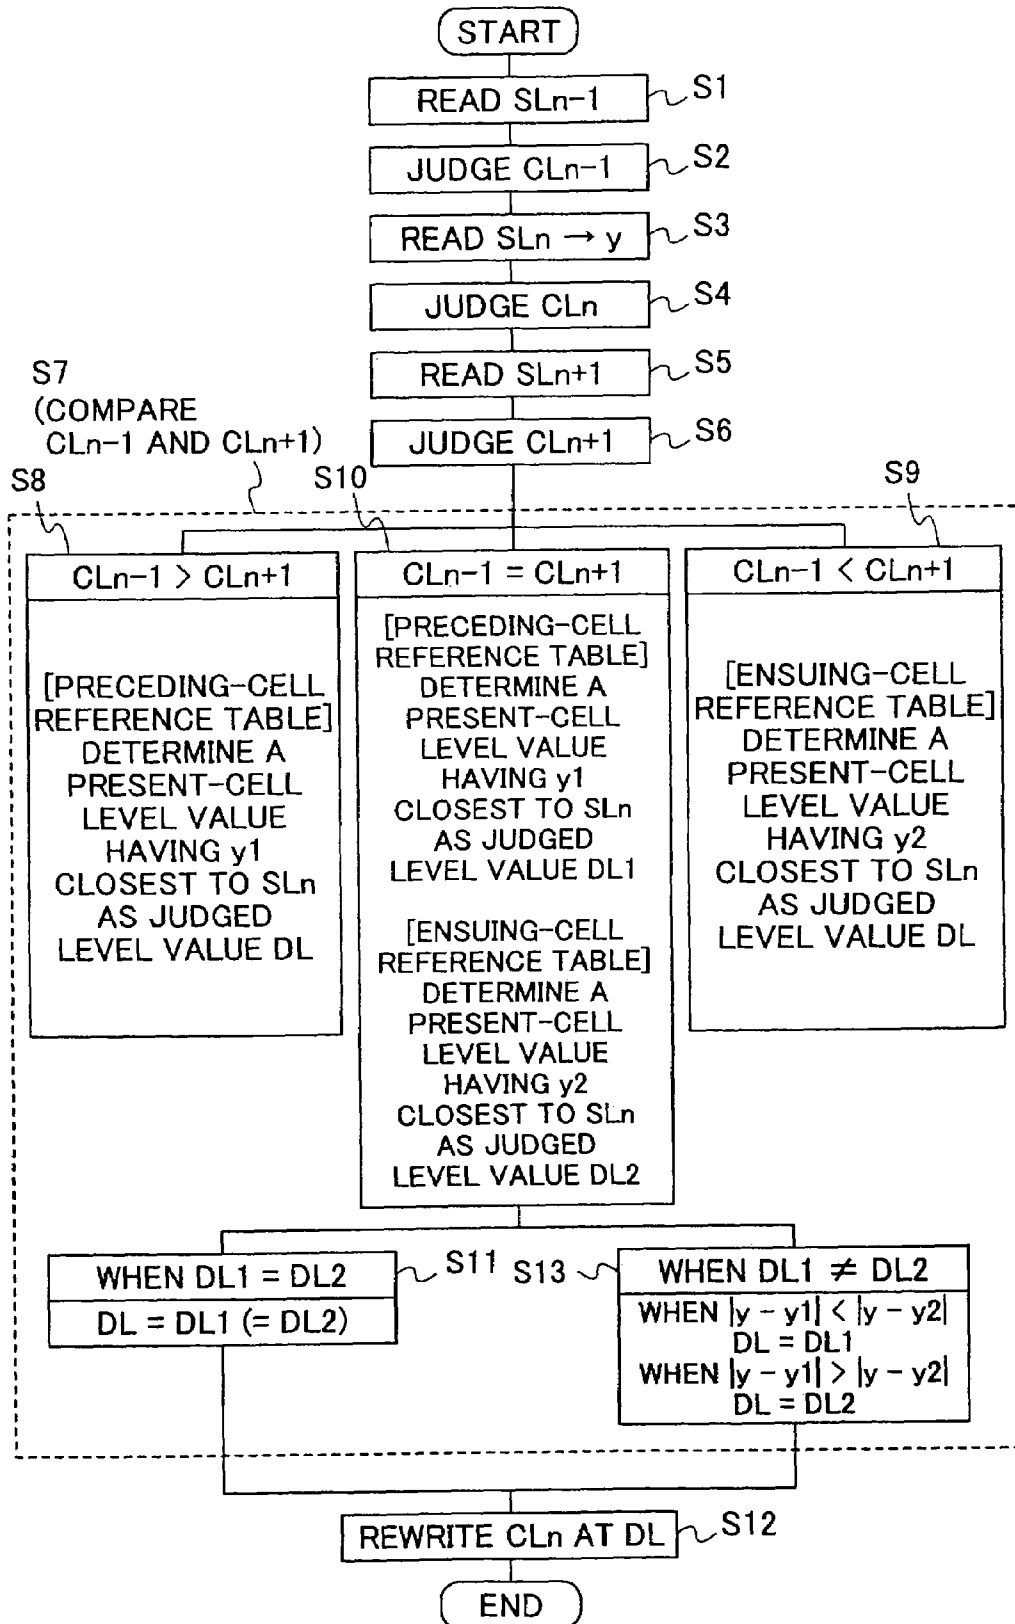 START
READ SLn-1
S1
JUDGE CLn-1
S2
READ SLn → y
S3
JUDGE CLn
S4
READ SLn+1
S5
JUDGE CLn+1
S6
S7
(COMPARE
CLn-1 AND CLn+1)
S8
CLn-1 > CLn+1
[PRECEDING-CELL
REFERENCE TABLE]
DETERMINE A
PRESENT-CELL
LEVEL VALUE
HAVING y1
CLOSEST TO SLn
AS JUDGED
LEVEL VALUE DL
S10
CLn-1 = CLn+1
[PRECEDING-CELL
REFERENCE TABLE]
DETERMINE A
PRESENT-CELL
LEVEL VALUE
HAVING y1
CLOSEST TO SLn
AS JUDGED
LEVEL VALUE DL1
[ENSUING-CELL
REFERENCE TABLE]
DETERMINE A
PRESENT-CELL
LEVEL VALUE
HAVING y2
CLOSEST TO SLn
AS JUDGED
LEVEL VALUE DL2
S9
CLn-1 < CLn+1
[ENSUING-CELL
REFERENCE TABLE]
DETERMINE A
PRESENT-CELL
LEVEL VALUE
HAVING y2
CLOSEST TO SLn
AS JUDGED
LEVEL VALUE DL
WHEN DL1 = DL2
S11
DL = DL1 (= DL2)
S13
WHEN DL1 ≠ DL2
WHEN |y - y1| < |y - y2|
DL = DL1
WHEN |y - y1| > |y - y2|
DL = DL2
REWRITE CLn AT DL
S12
END